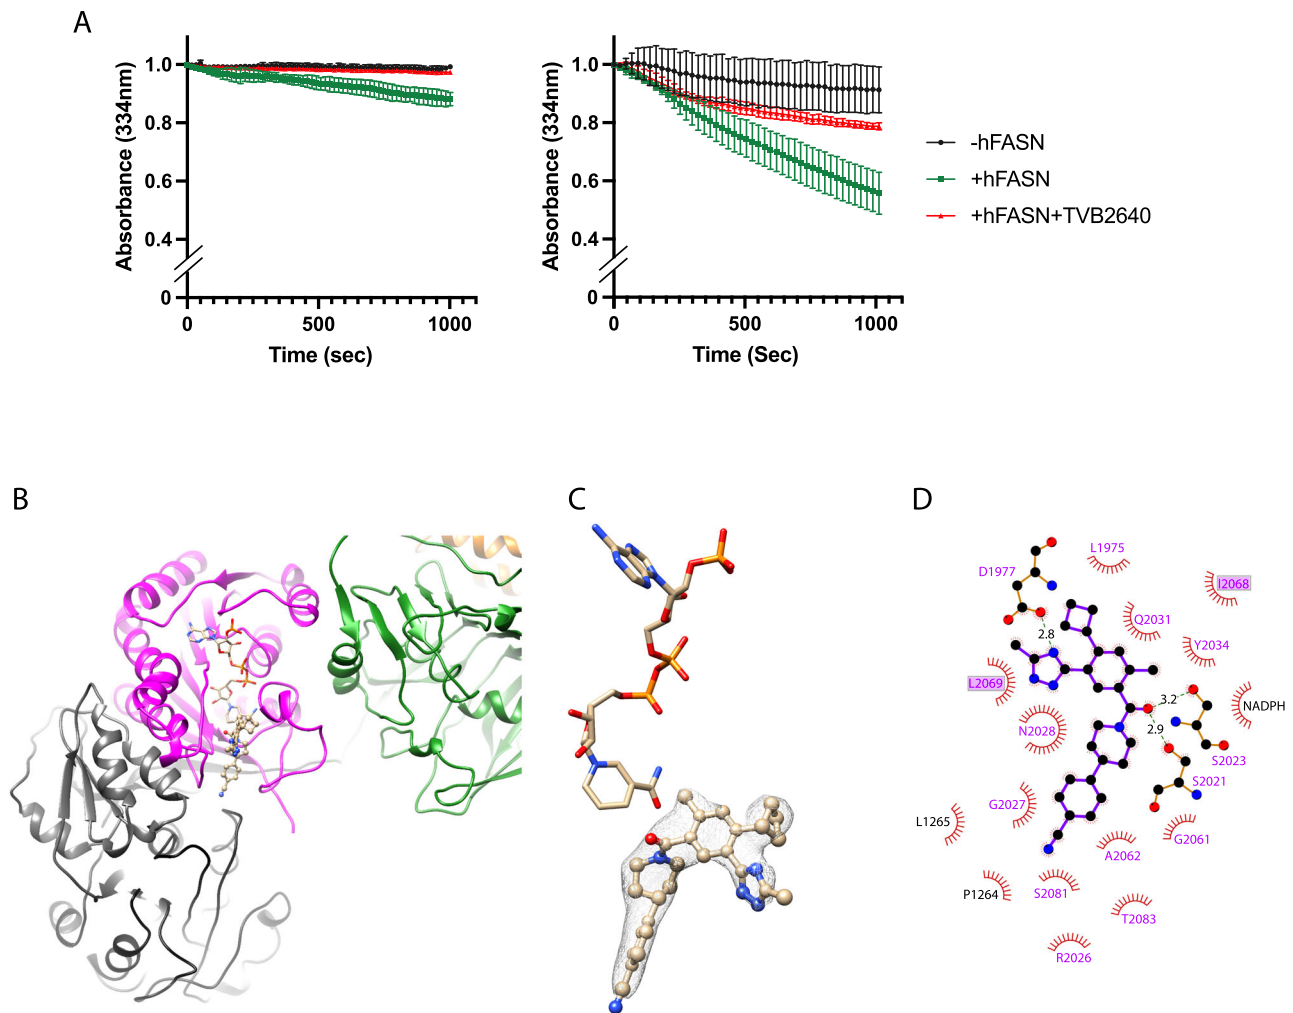 A
Absorbance (334nm)
1.0
0.8
0.6
0.4
0
0
500
1000
Time (sec)
Absorbance (334nm)
1.0
0.8
0.6
0.4
0
0
500
1000
Time (Sec)
-hFASN
+hFASN
+hFASN+TVB2640
B
C
D
L1975
D1977
I2068
Q2031
2.8
Y2034
L2069
3.2
NADPH
N2028
2.9
S2023
S2021
G2027
L1265
G2061
A2062
P1264
S2081
T2083
R2026